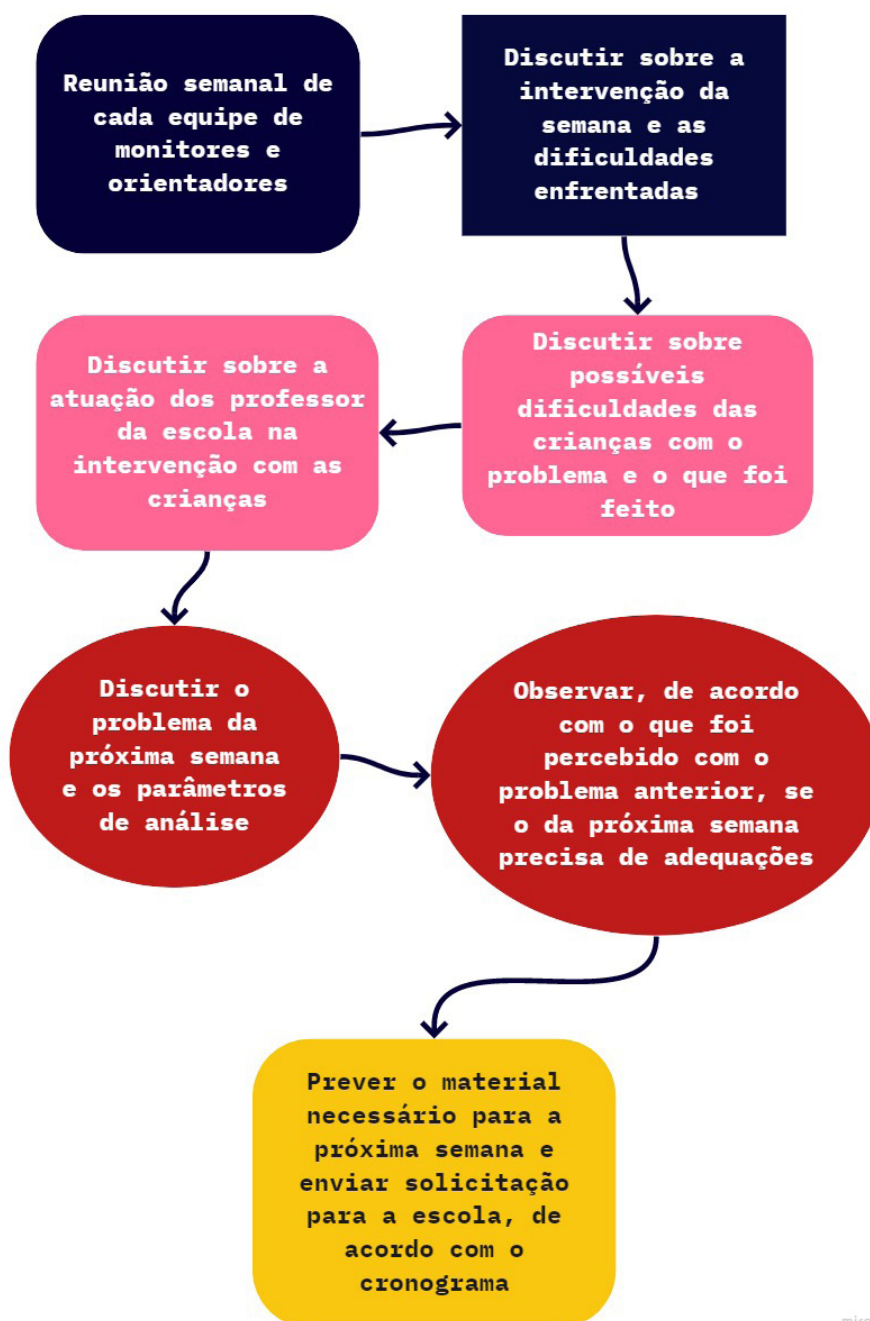 Reunião semanal de
cada equipe de
monitores e
orientadores
Discutir sobre a
intervenção da
semana e as
dificuldades
enfrentadas
Discutir sobre
possíveis
dificuldades das
crianças com o
problema e o que foi
feito
Discutir sobre a
atuação dos professor
da escola na
intervenção com as
crianças
Discutir o
problema da
próxima semana
e os parâmetros
de análise
Observar, de acordo
com o que foi
percebido com o
problema anterior, se
o da próxima semana
precisa de adequações
Prever o material
necessário para a
próxima semana e
enviar solicitação
para a escola, de
acordo com o
cronograma